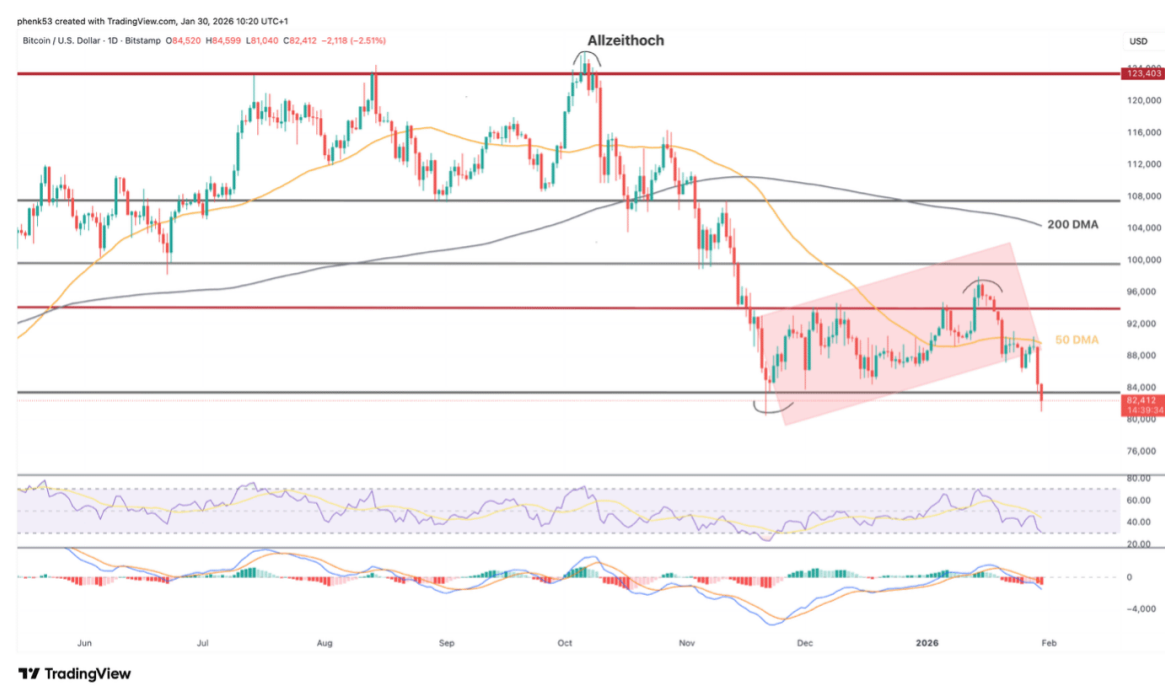 phenk53 created with TradingView.com, Jan 30, 2026 10:20 UTC+1
Bitcoin / U.S. Dollar · 1D · Bitstamp O84,520 H84,599 L81,040 C82,412 −2,118 (−2.51%)
USD
Allzeithoch
123,403
120,000
116,000
112,000
108,000
200 DMA
104,000
100,000
96,000
92,000
50 DMA
88,000
84,000
82,412
14:39:34
80,000
76,000
80.00
60.00
40.00
20.00
0
−4,000
Jun Jul Aug Sep Oct Nov Dec 2026 Feb
TradingView